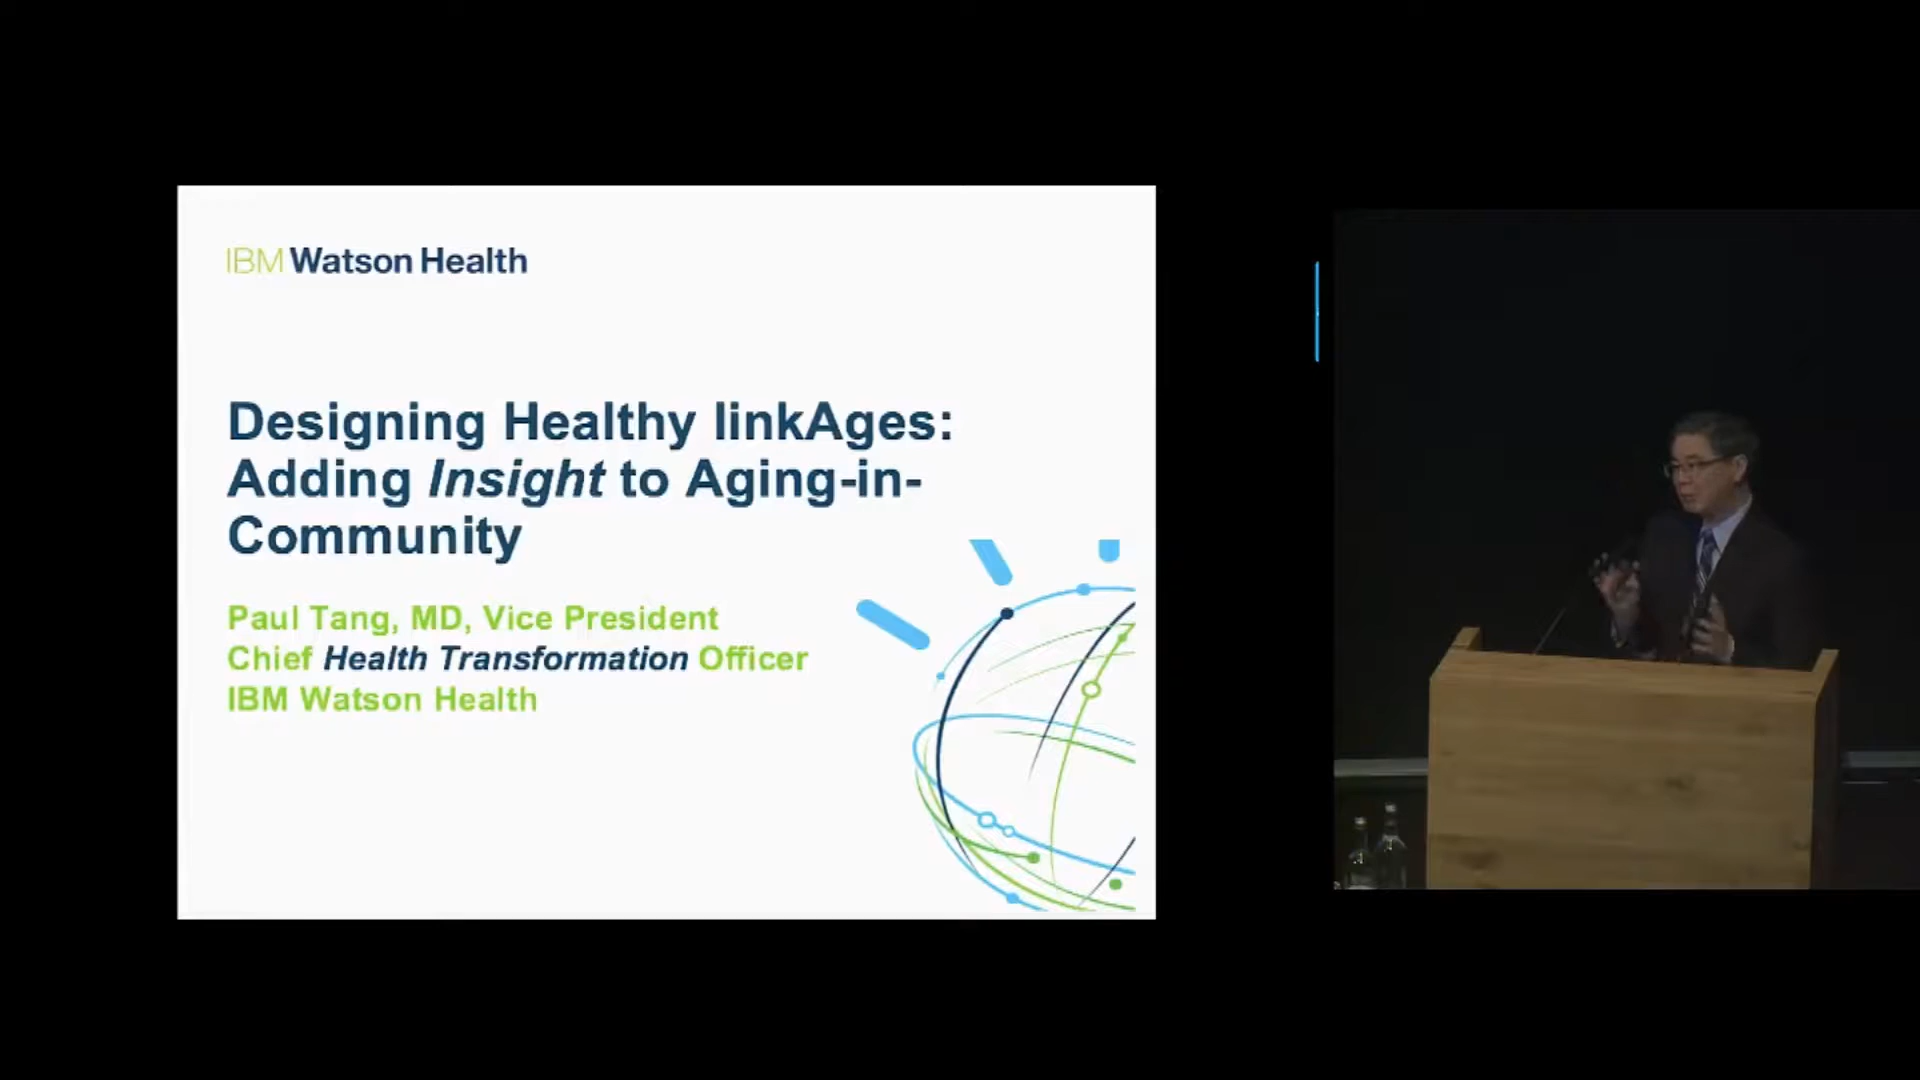 IBM Watson Health
Designing Healthy linkAges:
Adding Insight to Aging-in-
Community
Paul Tang, MD, Vice President
Chief Health Transformation Officer
IBM Watson Health